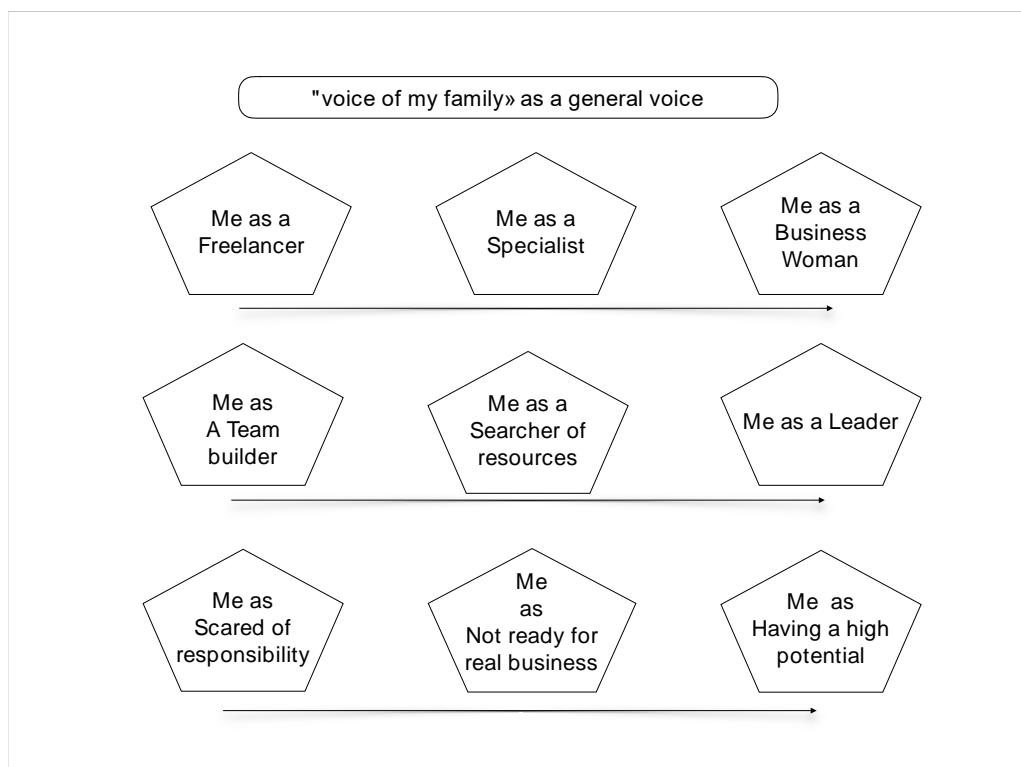 "voice of my family» as a general voice
Me as a
Freelancer
Me as a
Specialist
Me as a
Business
Woman
Me as
A Team
builder
Me as a
Searcher of
resources
Me as a Leader
Me as
Scared of
responsibility
Me
as
Not ready for
real business
Me  as
Having a high
potential